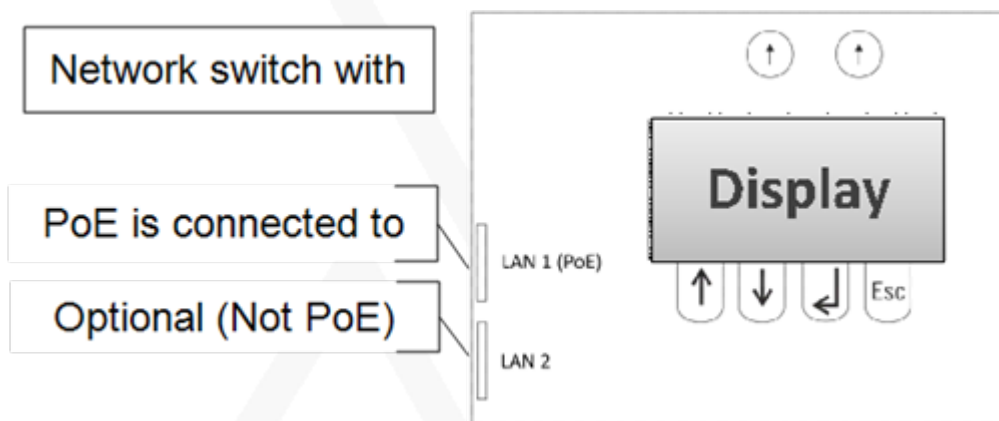 Network switch with
PoE is connected to
Optional (Not PoE)
LAN 1 (PoE)
LAN 2
Display
Esc